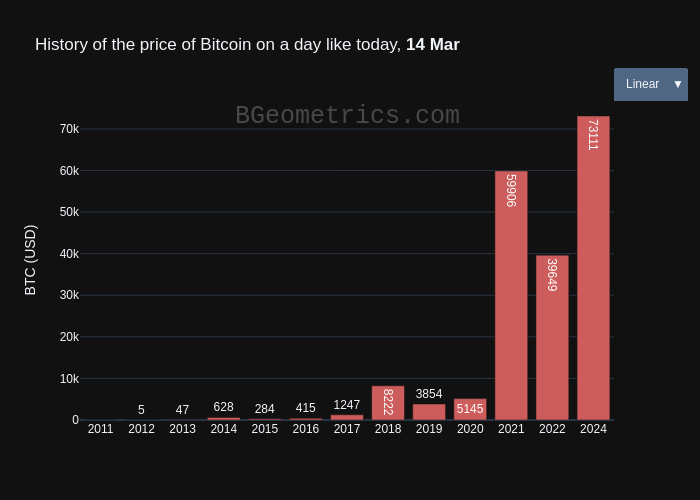 History of the price of Bitcoin on a day like today, 14 Mar
Linear ▼
BGeometrics.com
BTC (USD)
70k
60k
50k
40k
30k
20k
10k
0
5
47
628
284
415
1247
8222
3854
5145
59906
39649
73111
2011 2012 2013 2014 2015 2016 2017 2018 2019 2020 2021 2022 2024